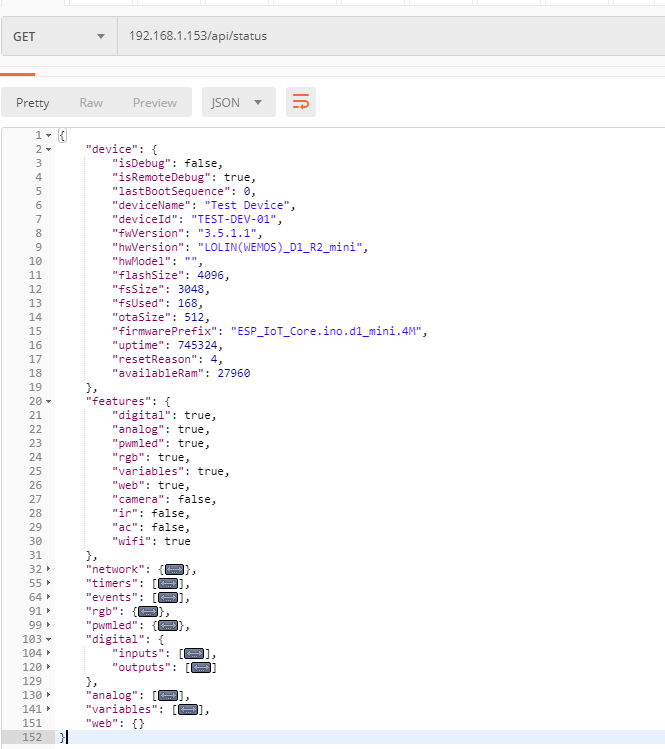 GET 192.168.1.153/api/status
Pretty Raw Preview JSON
1 {
2 "device": {
3 "isDebug": false,
4 "isRemoteDebug": true,
5 "lastBootSequence": 0,
6 "deviceName": "Test Device",
7 "deviceId": "TEST-DEV-01",
8 "fwVersion": "3.5.1.1",
9 "hwVersion": "LOLIN(WEMOS)_D1_R2_mini",
10 "hwModel": "",
11 "flashSize": 4096,
12 "fsSize": 3048,
13 "fsUsed": 168,
14 "otaSize": 512,
15 "firmwarePrefix": "ESP_IoT_Core.ino.d1_mini.4M",
16 "uptime": 745324,
17 "resetReason": 4,
18 "availableRam": 27960
19 },
20 "features": {
21 "digital": true,
22 "analog": true,
23 "pwmled": true,
24 "rgb": true,
25 "variables": true,
26 "web": true,
27 "camera": false,
28 "ir": false,
29 "ac": false,
30 "wifi": true
31 },
32 "network": {↔},
55 "timers": [↔],
64 "events": [↔],
91 "rgb": {↔},
99 "pwmled": {↔},
103 "digital": {
104 "inputs": [↔],
120 "outputs": [↔]
129 },
130 "analog": [↔],
141 "variables": [↔],
151 "web": {}
152 }